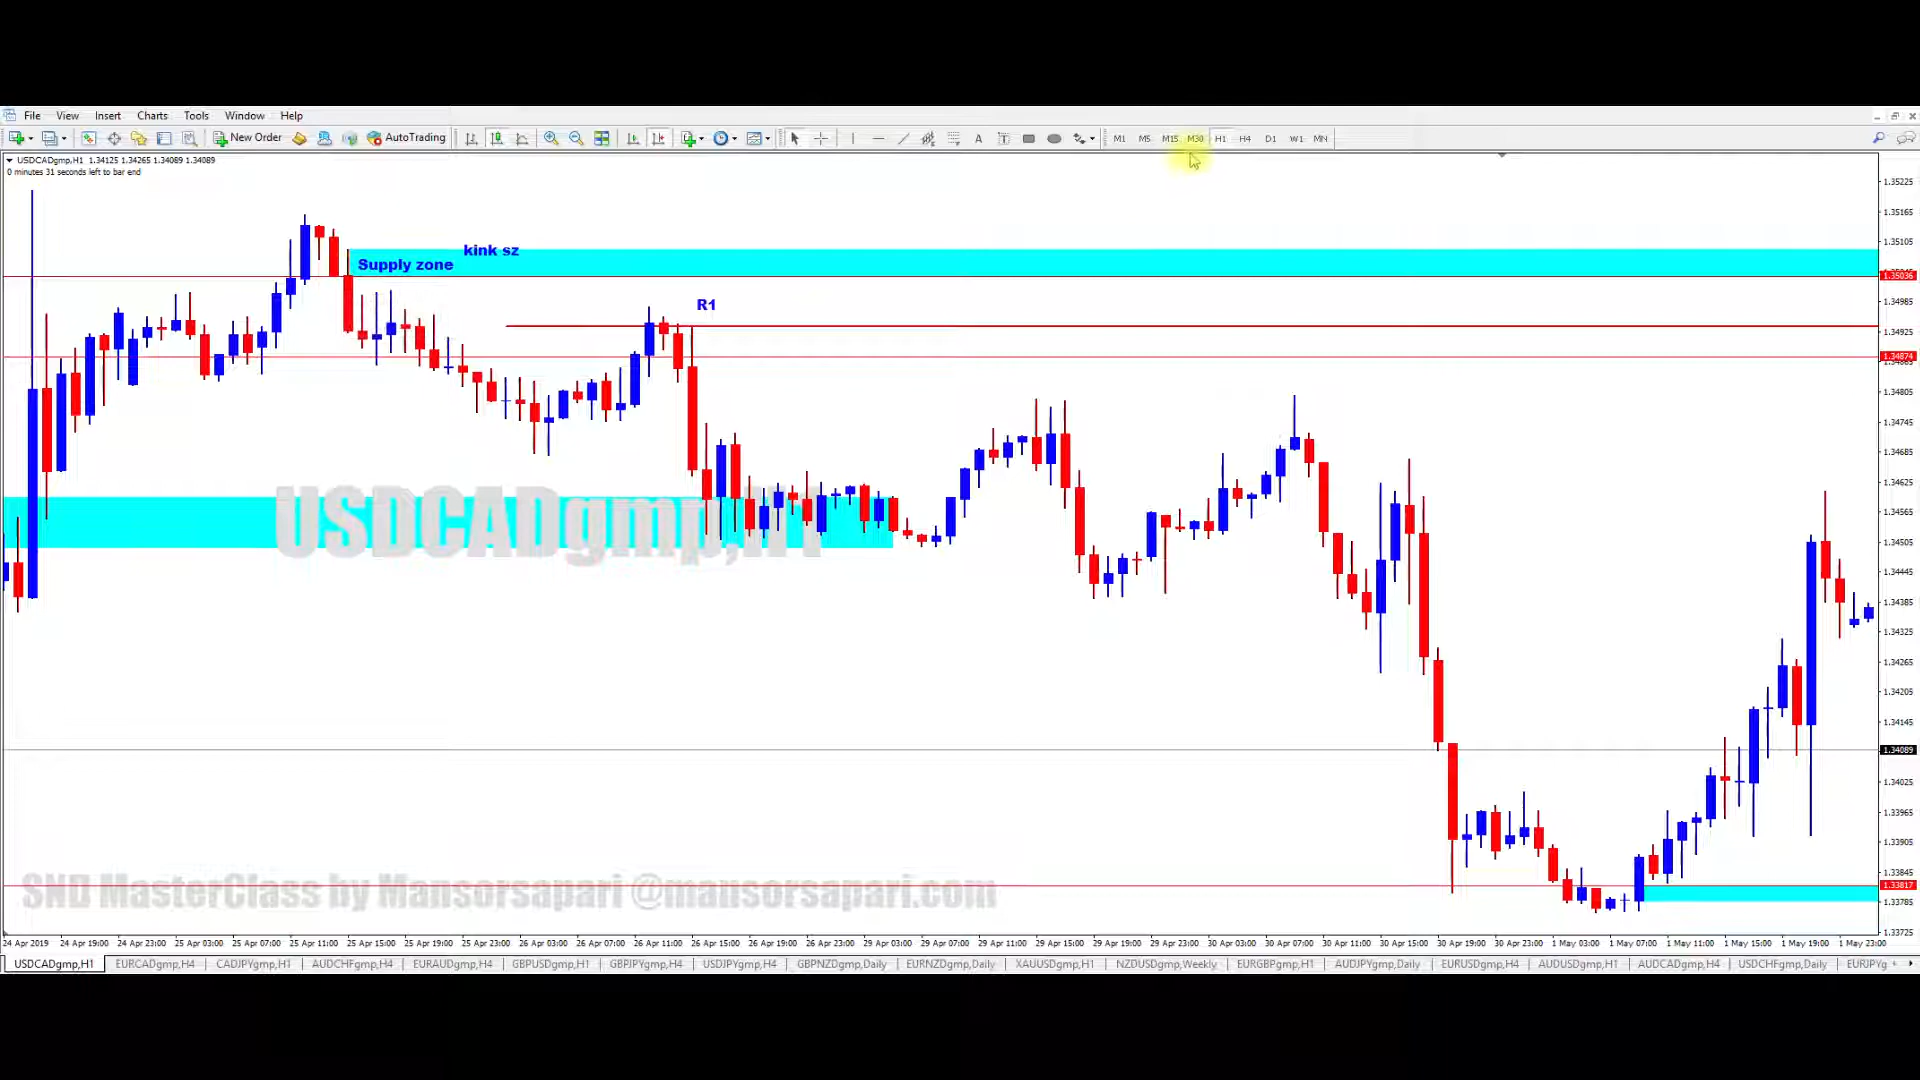 File View Insert Charts Tools Window Help
New Order AutoTrading M1 M5 M15 M30 H1 H4 D1 W1 MN
USDCADgmp,H1 1.34125 1.34265 1.34089 1.34089
0 minutes 31 seconds left to bar end
1.35225
1.35165
1.35105
kink sz
Supply zone
1.35036
1.34985
R1
1.34925
1.34874
1.34805
1.34745
1.34685
1.34625
USDCADgmp,H1
1.34565
1.34505
1.34445
1.34385
1.34325
1.34265
1.34205
1.34145
1.34089
1.34025
1.33965
1.33905
1.33845
1.33817
SND MasterClass by Mansorsapari @mansorsapari.com
1.33785
1.33725
24 Apr 2019 24 Apr 19:00 24 Apr 23:00 25 Apr 03:00 25 Apr 07:00 25 Apr 11:00 25 Apr 15:00 25 Apr 19:00 25 Apr 23:00 26 Apr 03:00 26 Apr 07:00 26 Apr 11:00 26 Apr 15:00 26 Apr 19:00 26 Apr 23:00 29 Apr 03:00 29 Apr 07:00 29 Apr 11:00 29 Apr 15:00 29 Apr 19:00 29 Apr 23:00 30 Apr 03:00 30 Apr 07:00 30 Apr 11:00 30 Apr 15:00 30 Apr 19:00 30 Apr 23:00 1 May 03:00 1 May 07:00 1 May 11:00 1 May 15:00 1 May 19:00 1 May 23:00
USDCADgmp,H1 EURCADgmp,H4 CADJPYgmp,H1 AUDCHFgmp,H4 EURAUDgmp,H4 GBPUSDgmp,H1 GBPJPYgmp,H4 USDJPYgmp,H4 GBPNZDgmp,Daily EURNZDgmp,Daily XAUUSDgmp,H1 NZDUSDgmp,Weekly EURGBPgmp,H1 AUDJPYgmp,Daily EURUSDgmp,H4 AUDUSDgmp,H1 AUDCADgmp,H4 USDCHFgmp,Daily EURJPYg